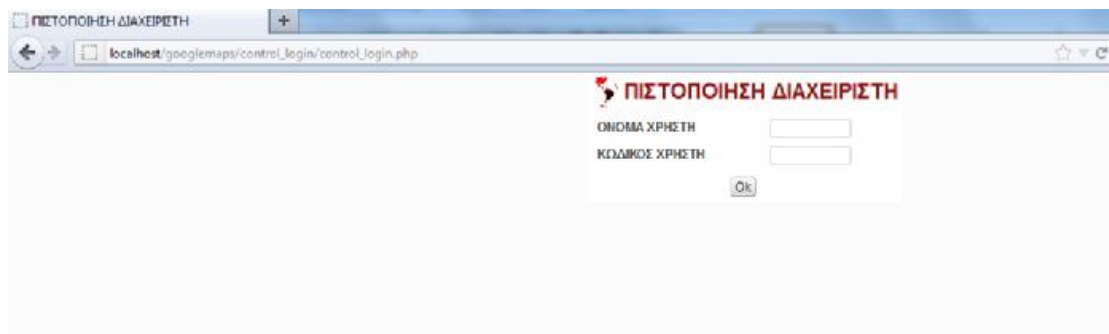 ΠΙΣΤΟΠΟΙΗΣΗ ΔΙΑΧΕΙΡΙΣΤΗ
localhost/googlemaps/control_login/control_login.php
ΠΙΣΤΟΠΟΙΗΣΗ ΔΙΑΧΕΙΡΙΣΤΗ
ΟΝΟΜΑ ΧΡΗΣΤΗ
ΚΩΔΙΚΟΣ ΧΡΗΣΤΗ
Ok